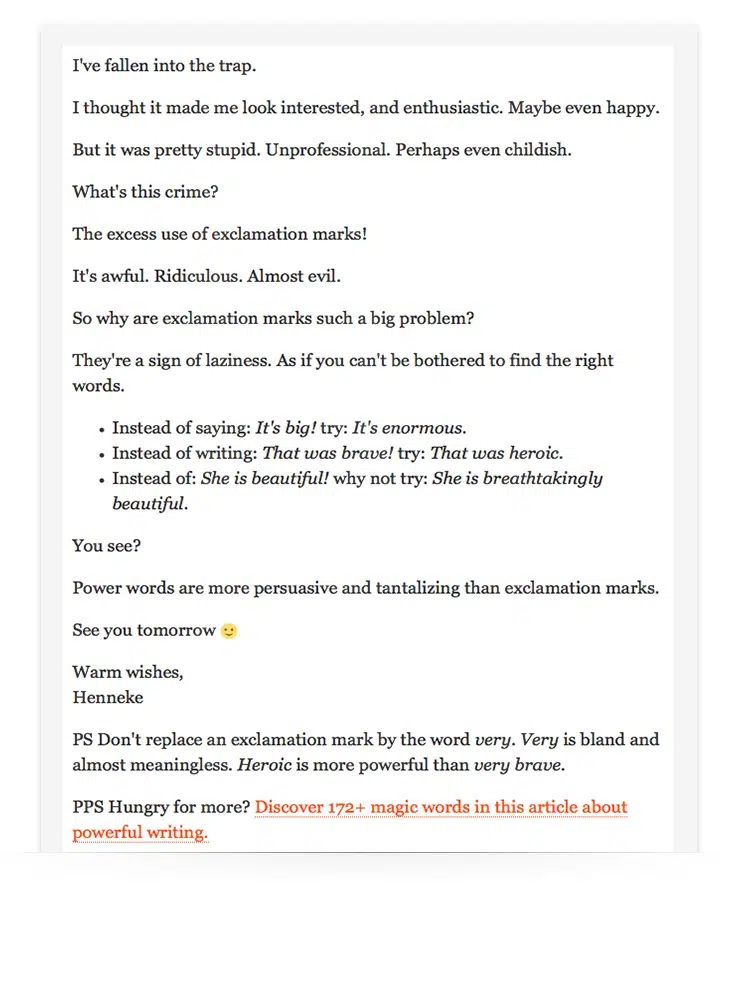 I've fallen into the trap.
I thought it made me look interested, and enthusiastic. Maybe even happy.
But it was pretty stupid. Unprofessional. Perhaps even childish.
What's this crime?
The excess use of exclamation marks!
It's awful. Ridiculous. Almost evil.
So why are exclamation marks such a big problem?
They're a sign of laziness. As if you can't be bothered to find the right
words.
• Instead of saying: It's big! try: It's enormous.
• Instead of writing: That was brave! try: That was heroic.
• Instead of: She is beautiful! why not try: She is breathtakingly
beautiful.
You see?
Power words are more persuasive and tantalizing than exclamation marks.
See you tomorrow 🙂
Warm wishes,
Henneke
PS Don't replace an exclamation mark by the word very. Very is bland and
almost meaningless. Heroic is more powerful than very brave.
PPS Hungry for more? Discover 172+ magic words in this article about
powerful writing.